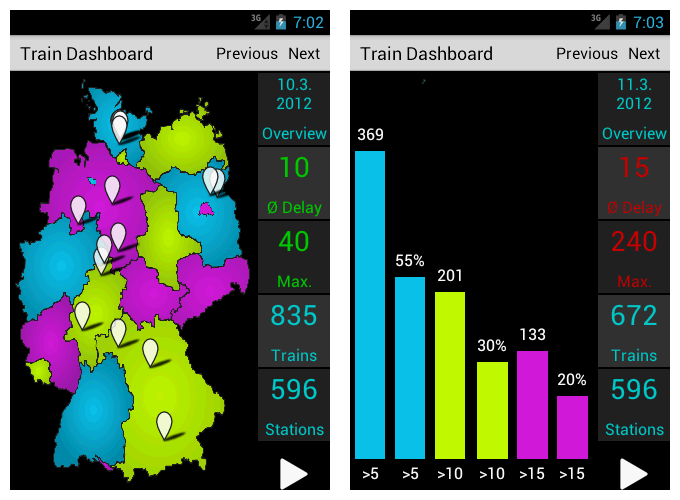 3G 7:02
Train Dashboard Previous Next
10.3.
2012
Overview
10
Ø Delay
40
Max.
835
Trains
596
Stations
3G 7:03
Train Dashboard Previous Next
369
55%
201
30%
133
20%
>5 >5 >10 >10 >15 >15
11.3.
2012
Overview
15
Ø Delay
240
Max.
672
Trains
596
Stations